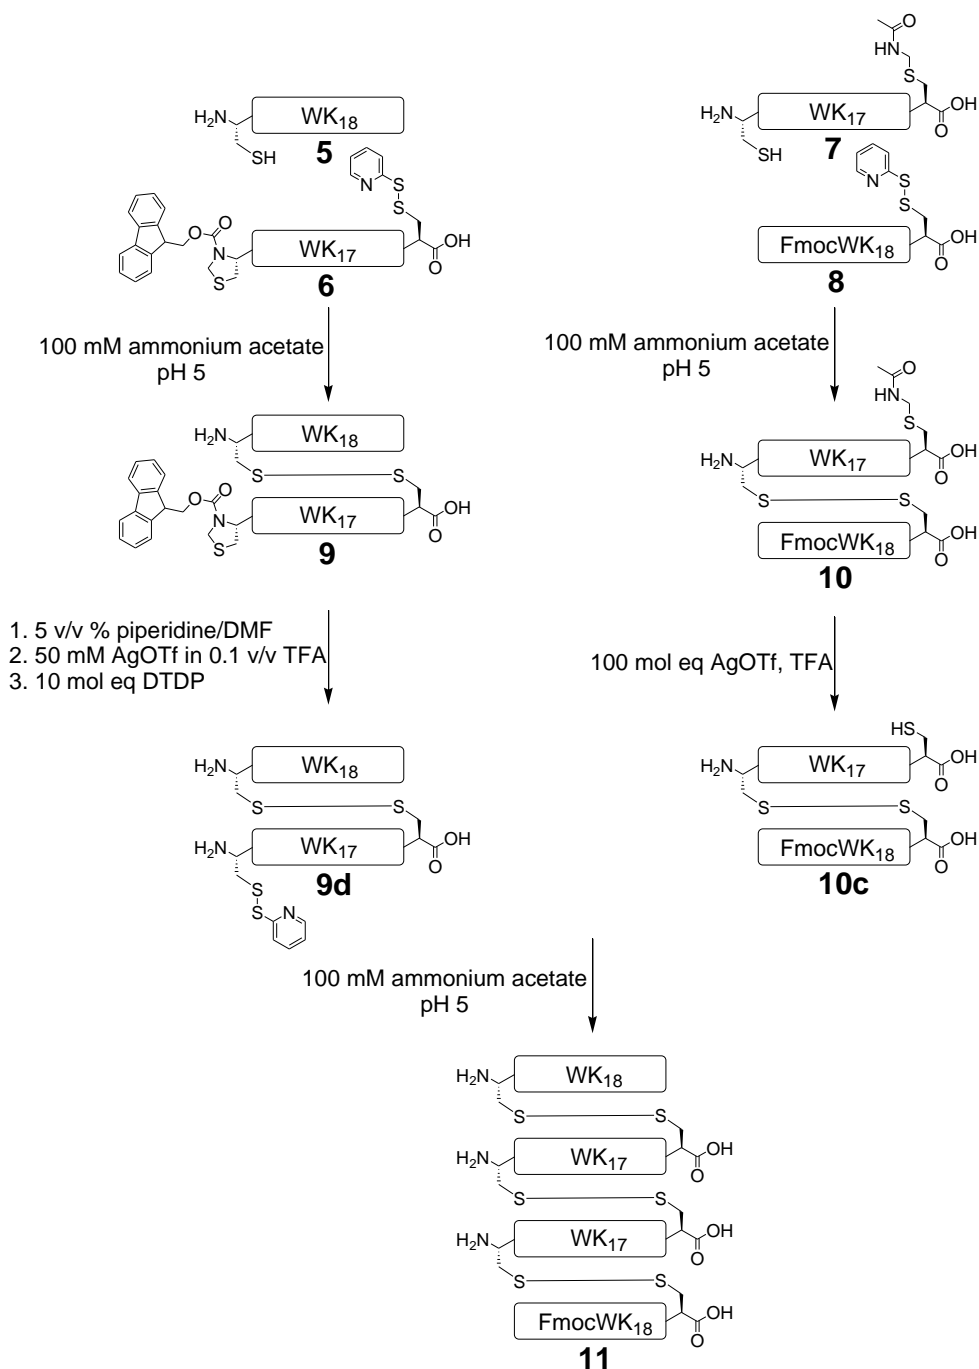 O
HN
S
H₂N
WK₁₈
SH
5
H₂N
WK₁₇
OH
O
SH
7
N
S
S
O
O
N
S
WK₁₇
OH
O
6
N
S
S
FmocWK₁₈
OH
O
8
100 mM ammonium acetate
pH 5
100 mM ammonium acetate
pH 5
H₂N
WK₁₈
S
S
O
O
N
S
WK₁₇
OH
O
9
O
HN
S
H₂N
WK₁₇
OH
O
S
S
FmocWK₁₈
OH
O
10
1. 5 v/v % piperidine/DMF
2. 50 mM AgOTf in 0.1 v/v TFA
3. 10 mol eq DTDP
100 mol eq AgOTf, TFA
H₂N
WK₁₈
S
S
H₂N
WK₁₇
OH
O
9d
S
S
N
HS
H₂N
WK₁₇
OH
O
S
S
FmocWK₁₈
OH
O
10c
100 mM ammonium acetate
pH 5
H₂N
WK₁₈
S
S
H₂N
WK₁₇
OH
O
S
S
H₂N
WK₁₇
OH
O
S
S
FmocWK₁₈
OH
O
11